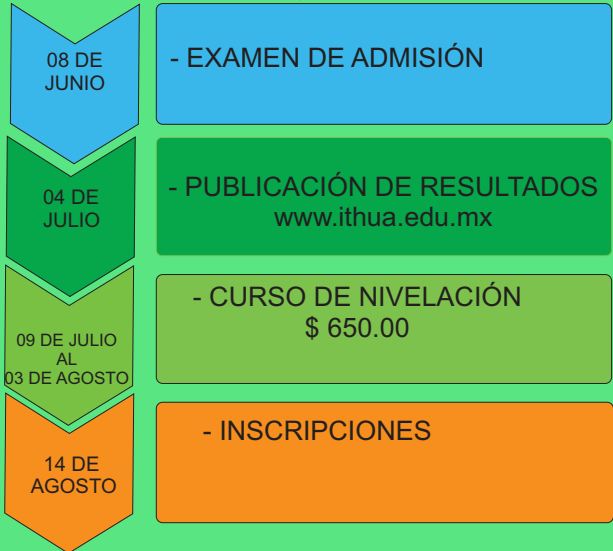 08 DE
JUNIO
- EXAMEN DE ADMISIÓN
04 DE
JULIO
- PUBLICACIÓN DE RESULTADOS
www.ithua.edu.mx
09 DE JULIO
AL
03 DE AGOSTO
- CURSO DE NIVELACIÓN
$ 650.00
14 DE
AGOSTO
- INSCRIPCIONES